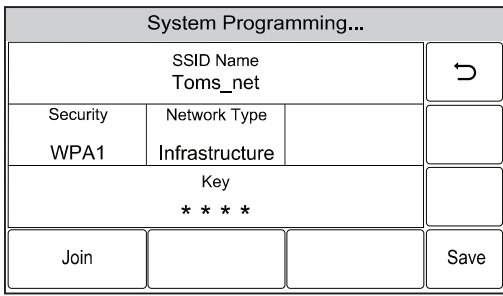 System Programming...
SSID Name
Toms_net
Security
Network Type
WPA1
Infrastructure
Key
* * * *
Join
Save